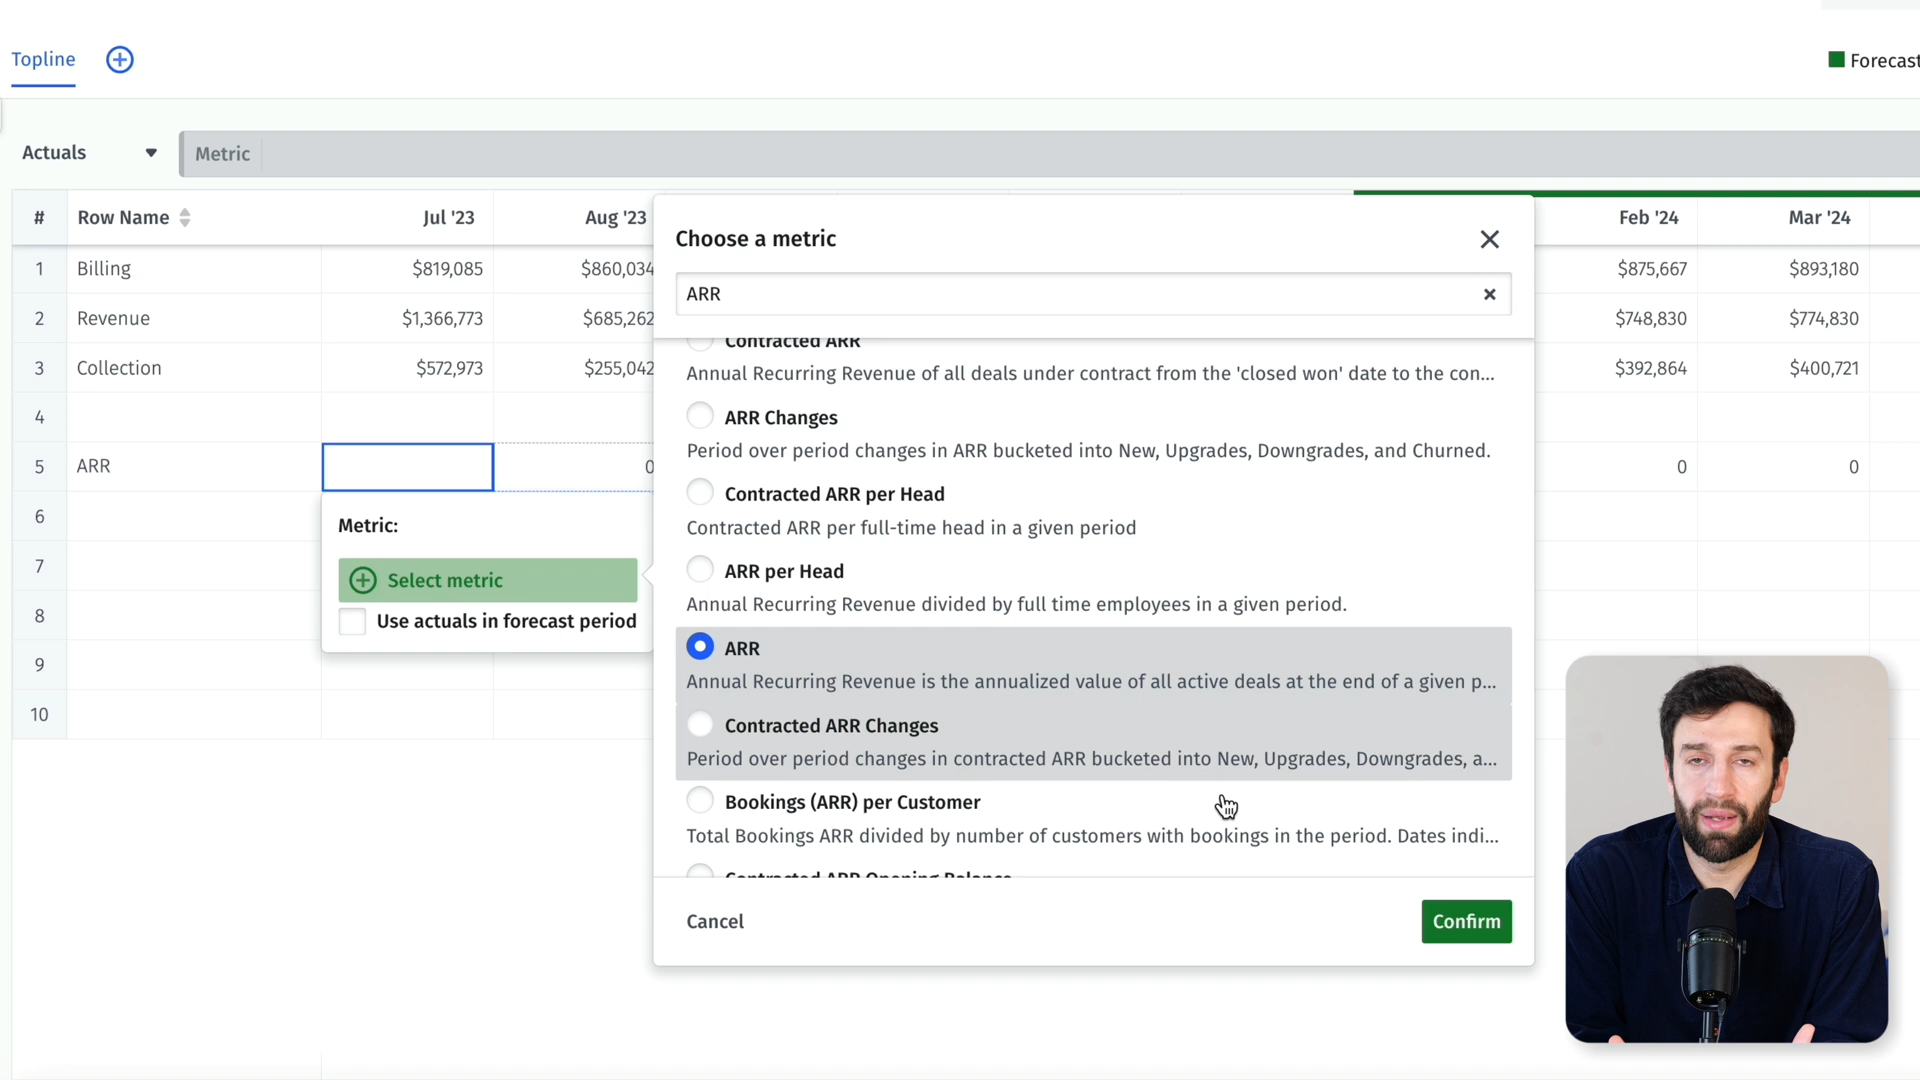 Topline
Forecast
Actuals
Metric
# Row Name Jul '23 Aug '23 Feb '24 Mar '24
1 Billing $819,085 $860,034 $875,667 $893,180
2 Revenue $1,366,773 $685,262 $748,830 $774,830
3 Collection $572,973 $255,042 $392,864 $400,721
4
5 ARR 0 0 0
6
7
8
9
10
Metric:
Select metric
Use actuals in forecast period
Choose a metric
ARR
Contracted ARR
Annual Recurring Revenue of all deals under contract from the 'closed won' date to the con...
ARR Changes
Period over period changes in ARR bucketed into New, Upgrades, Downgrades, and Churned.
Contracted ARR per Head
Contracted ARR per full-time head in a given period
ARR per Head
Annual Recurring Revenue divided by full time employees in a given period.
ARR
Annual Recurring Revenue is the annualized value of all active deals at the end of a given p...
Contracted ARR Changes
Period over period changes in contracted ARR bucketed into New, Upgrades, Downgrades, a...
Bookings (ARR) per Customer
Total Bookings ARR divided by number of customers with bookings in the period. Dates indi...
Contracted ARR Opening Balance
Cancel
Confirm